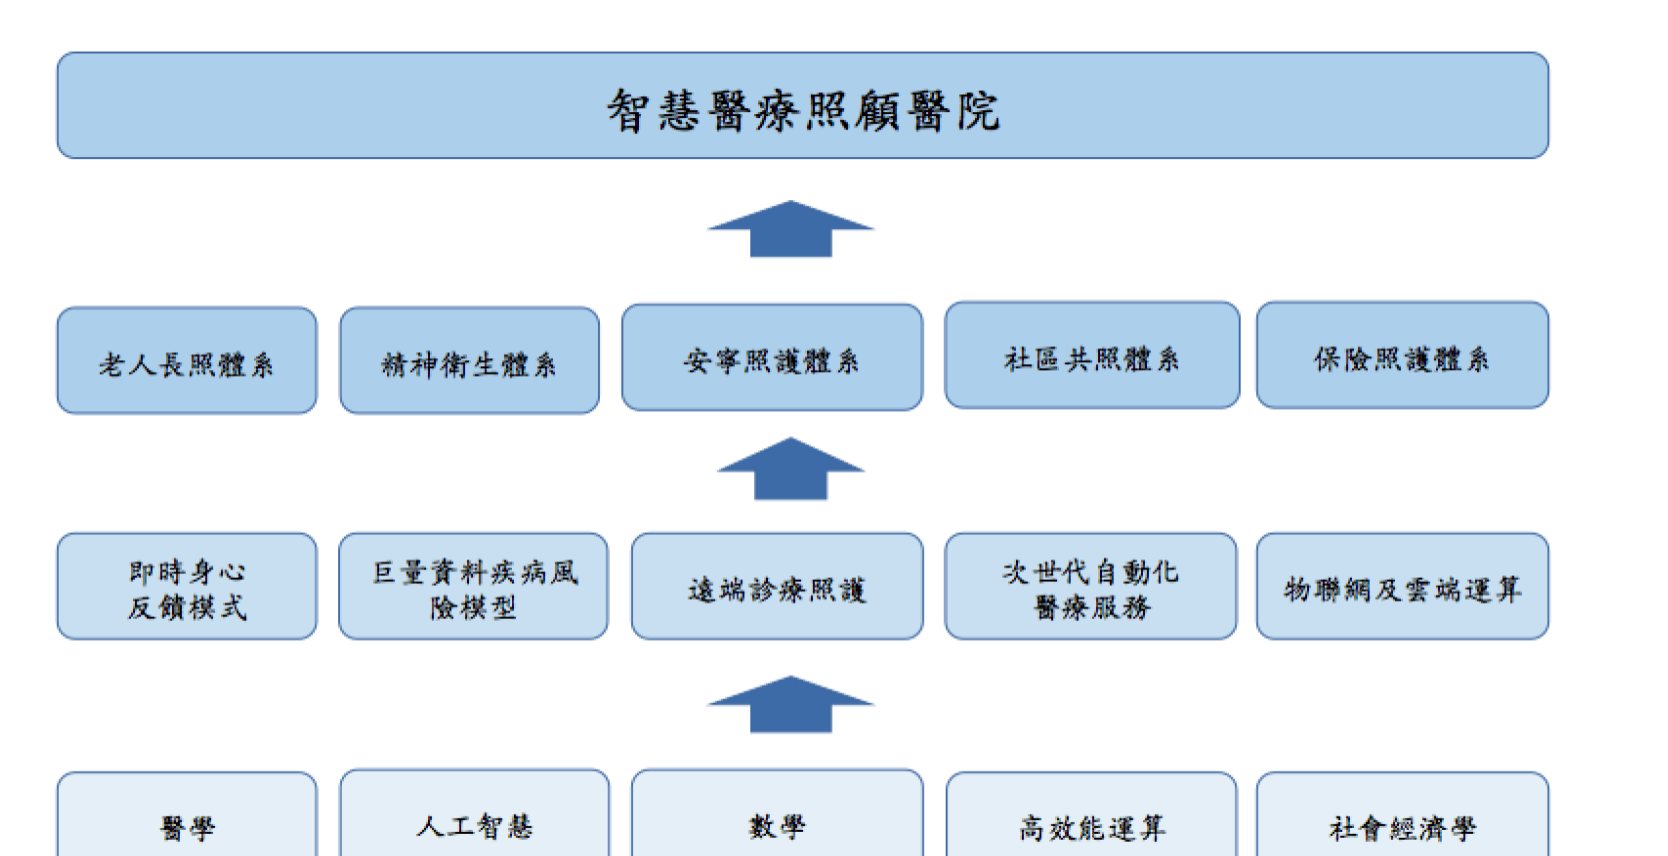 智慧醫療照顧醫院
老人長照體系
精神衛生體系
安寧照護體系
社區共照體系
保險照護體系
即時身心
反饋模式
巨量資料疾病風
險模型
遠端診療照護
次世代自動化
醫療服務
物聯網及雲端運算
醫學
人工智慧
數學
高效能運算
社會經濟學